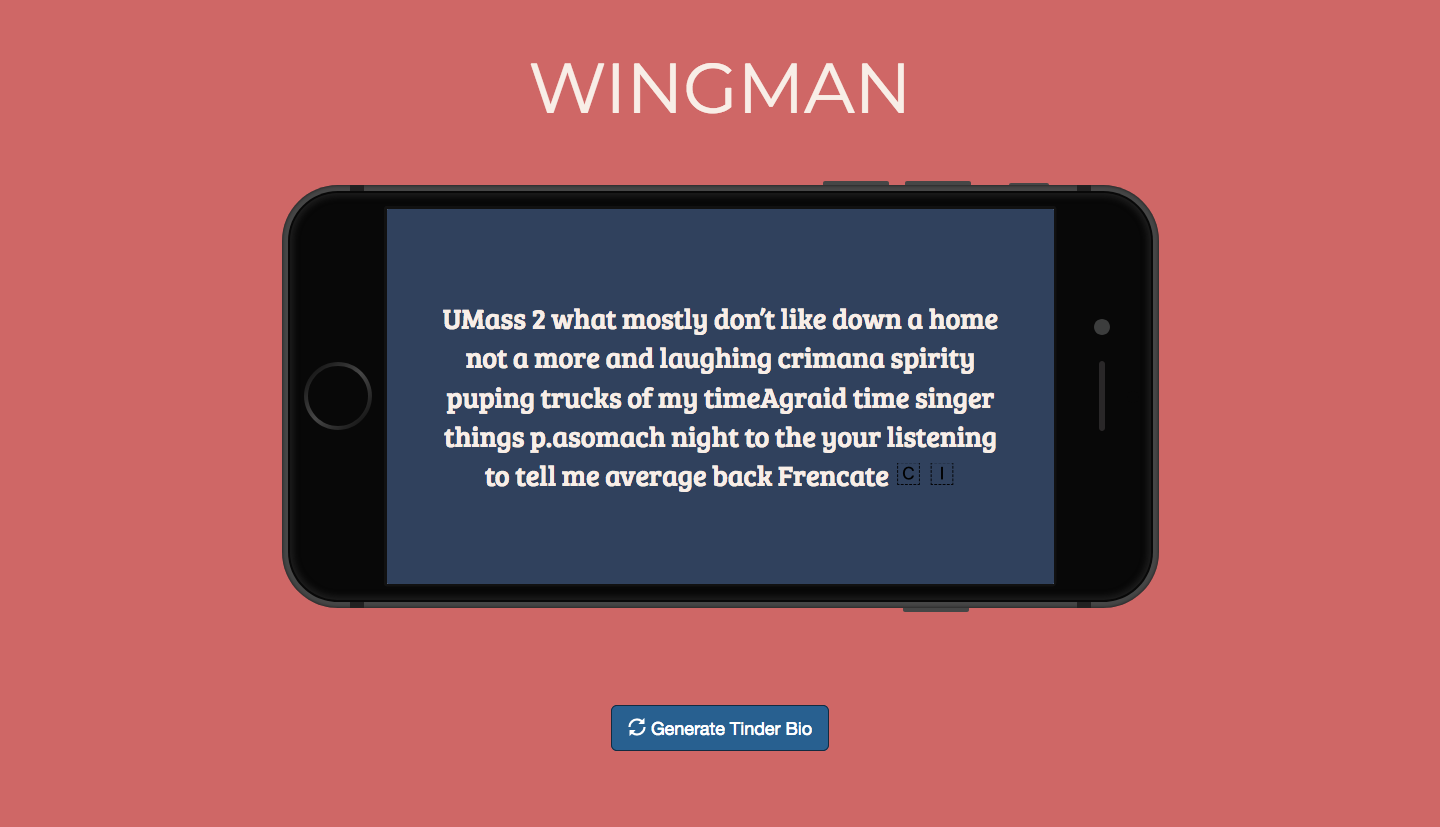 WINGMAN
UMass 2 what mostly don’t like down a home
not a more and laughing crimana spirity
puping trucks of my timeAgraid time singer
things p.asomach night to the your listening
to tell me average back Frencate 🇨 🇮
Generate Tinder Bio